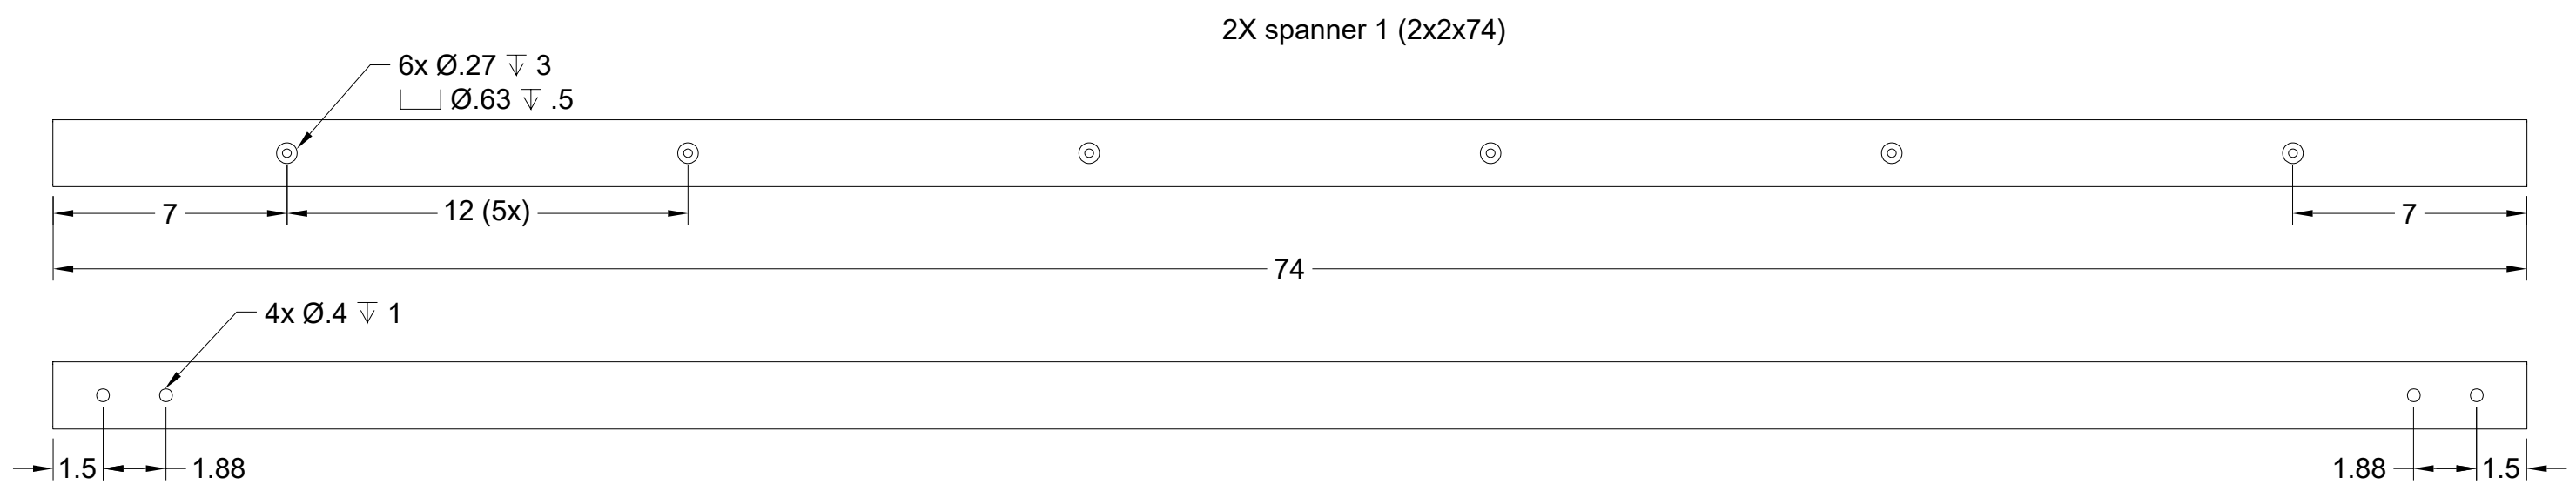 2X spanner 1 (2x2x74)
6x Ø.27 ↧ 3
⌴ Ø.63 ↧ .5
7
12 (5x)
7
74
4x Ø.4 ↧ 1
1.5
1.88
1.88
1.5